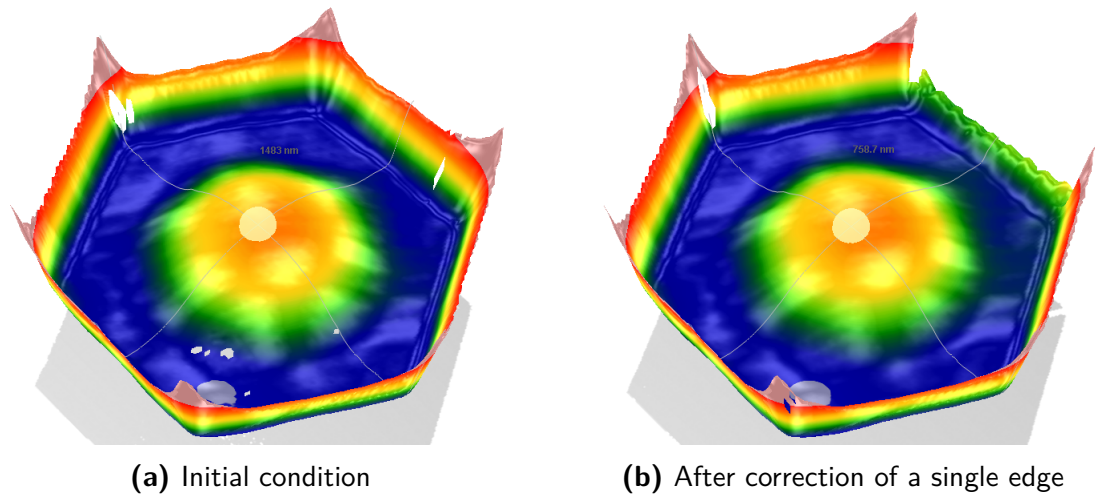 1483 nm
758.7 nm
(a) Initial condition
(b) After correction of a single edge